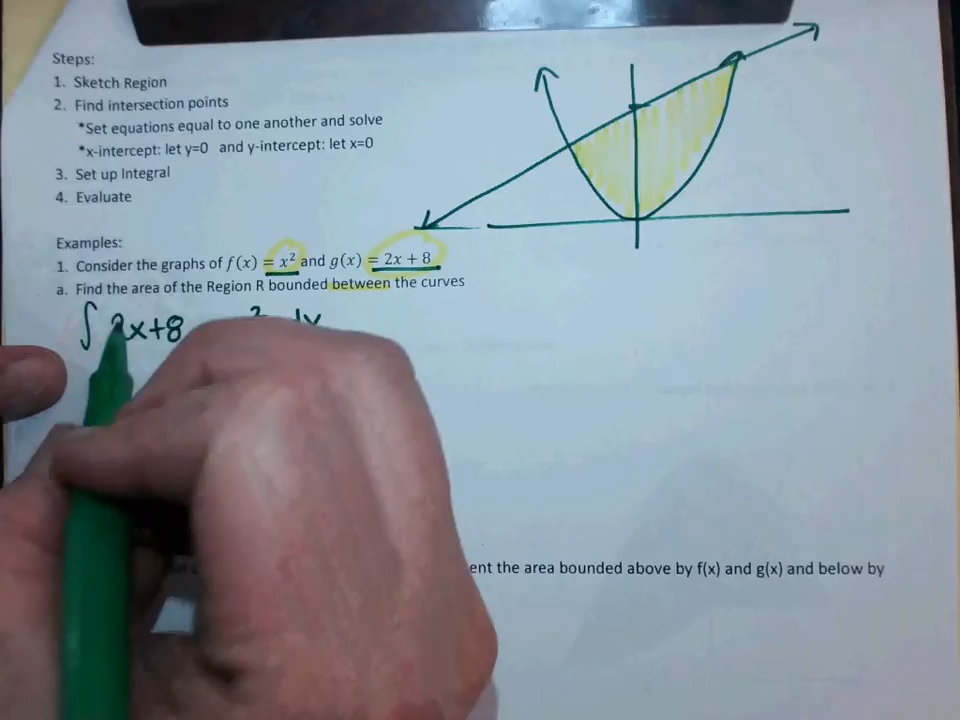 Steps:
1. Sketch Region
2. Find intersection points
*Set equations equal to one another and solve
*x-intercept: let y=0 and y-intercept: let x=0
3. Set up Integral
4. Evaluate
Examples:
1. Consider the graphs of f(x) = x² and g(x) = 2x + 8
a. Find the area of the Region R bounded between the curves
∫ 2x+8 2 dx
ent the area bounded above by f(x) and g(x) and below by